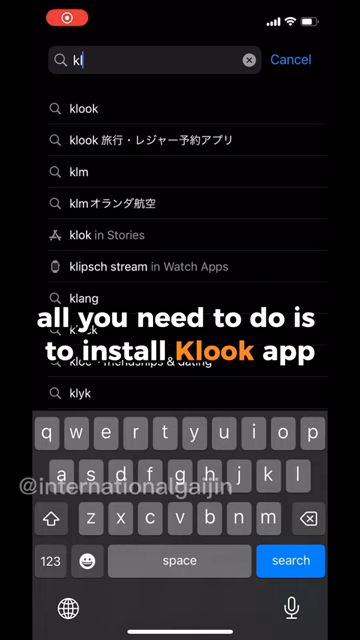 kl
Cancel
klook
klook 旅行・レジャー予約アプリ
klm
klmオランダ航空
klok in Stories
klipsch stream in Watch Apps
klang
all you need to do is
to install Klook app
klyk
q w e r t y u i o p
@internationalgaijin
a s d f g h j k l
z x c v b n m
123
space
search